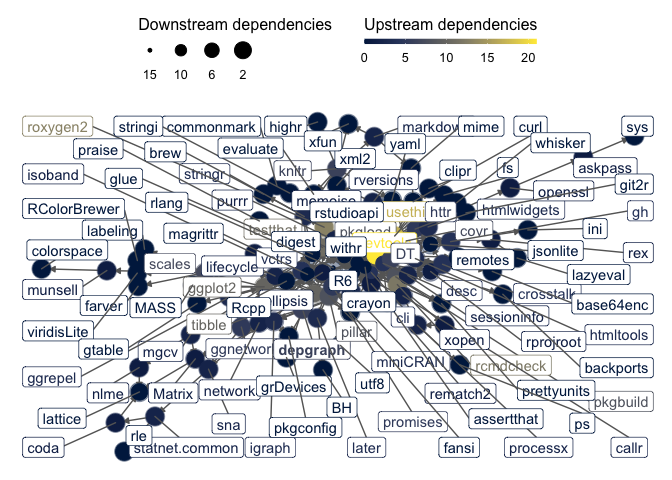 Downstream dependencies
15 10 6 2
Upstream dependencies
0 5 10 15 21
roxygen2 stringi commonmark highr markdown mime curl sys
xfun yaml whisker
praise brew evaluate xml2 askpass
isoband glue stringr knitr rversions clipr fs git2r
RColorBrewer rlang purrr memoise openssl gh
rstudioapi usethis httr htmlwidgets
labeling magrittr testthat pkgload covr ini
colorspace digest withr DT jsonlite rex
scales lifecycle vctrs remotes lazyeval
munsell ggplot2 R6 desc crosstalk
farver MASS Rcpp ellipsis crayon sessioninfo base64enc
viridisLite tibble pillar cli rprojroot htmltools
gtable mgcv ggnetwork depgraph xopen backports
ggrepel miniCRAN rcmdcheck
nlme Matrix network grDevices utf8 rematch2 prettyunits
lattice sna BH promises assertthat pkgbuild
rle pkgconfig ps
coda statnet.common igraph later fansi processx callr